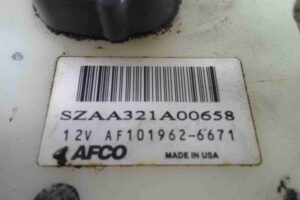 SZAA321A00658
12V AF101962-6671
AFCO
MADE IN USA